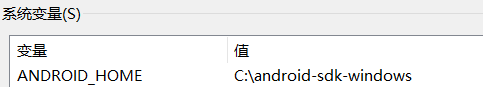 系统变量(S)
变量 值
ANDROID_HOME C:\android-sdk-windows